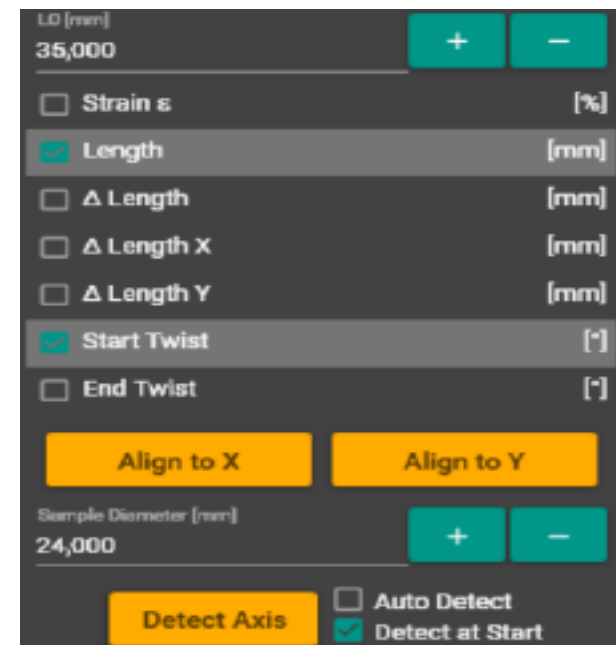 L0 [mm]
35,000
+ −
Strain ε [%]
Length [mm]
Δ Length [mm]
Δ Length X [mm]
Δ Length Y [mm]
Start Twist [°]
End Twist [°]
Align to X Align to Y
Sample Diameter [mm]
24,000
+ −
Auto Detect
Detect Axis
Detect at Start